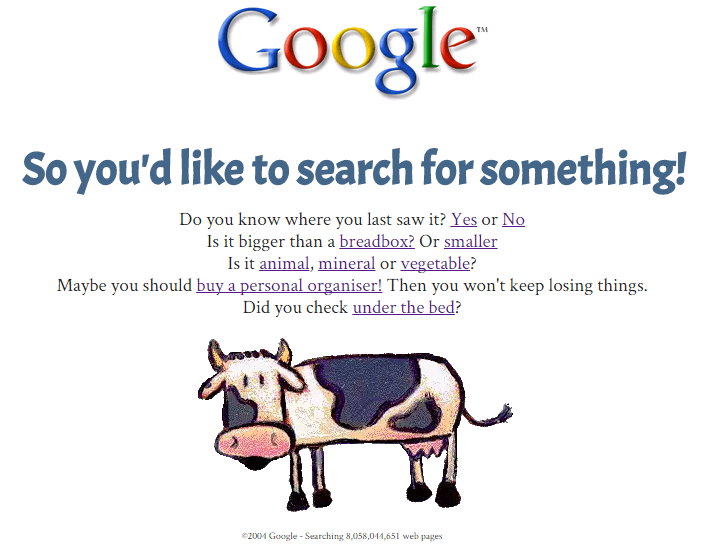 Google™
So you'd like to search for something!
Do you know where you last saw it? Yes or No
Is it bigger than a breadbox? Or smaller
Is it animal, mineral or vegetable?
Maybe you should buy a personal organiser! Then you won't keep losing things.
Did you check under the bed?
©2004 Google - Searching 8,058,044,651 web pages